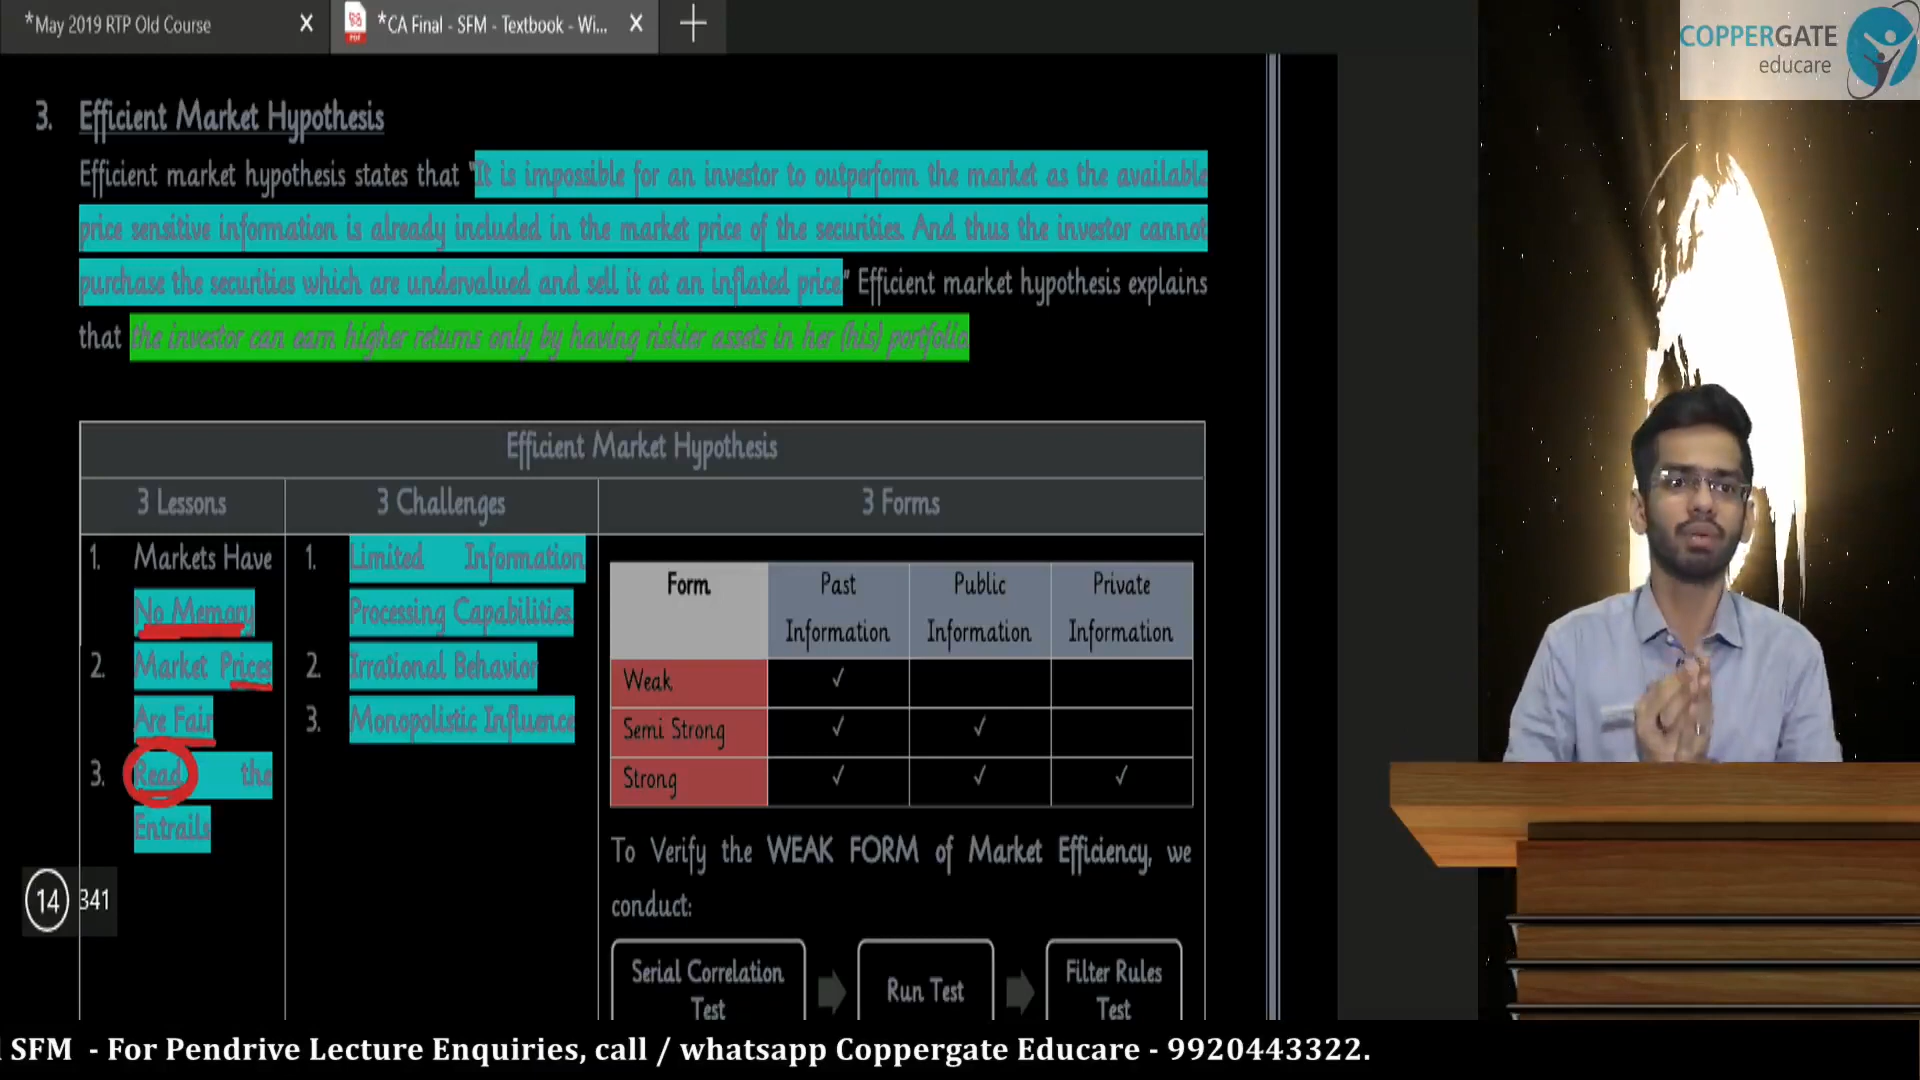 *May 2019 RTP Old Course
*CA Final - SFM - Textbook - Wi...
COPPERGATE
educare
3. Efficient Market Hypothesis
Efficient market hypothesis states that "It is impossible for an investor to outperform the market as the available
price sensitive information is already included in the market price of the securities. And thus the investor cannot
purchase the securities which are undervalued and sell it at an inflated price." Efficient market hypothesis explains
that the investor can earn higher returns only by having riskier assets in her (his) portfolio.
Efficient Market Hypothesis
3 Lessons 3 Challenges 3 Forms
1. Markets Have
No Memory
2. Market Prices
Are Fair
3. Read the
Entrails
1. Limited Information
Processing Capabilities.
2. Irrational Behavior
3. Monopolistic Influence
Form Past Information Public Information Private Information
Weak ✓
Semi Strong ✓ ✓
Strong ✓ ✓ ✓
To Verify the WEAK FORM of Market Efficiency, we
conduct:
Serial Correlation
Test
Run Test
Filter Rules
Test
14 341
SFM - For Pendrive Lecture Enquiries, call / whatsapp Coppergate Educare - 9920443322.